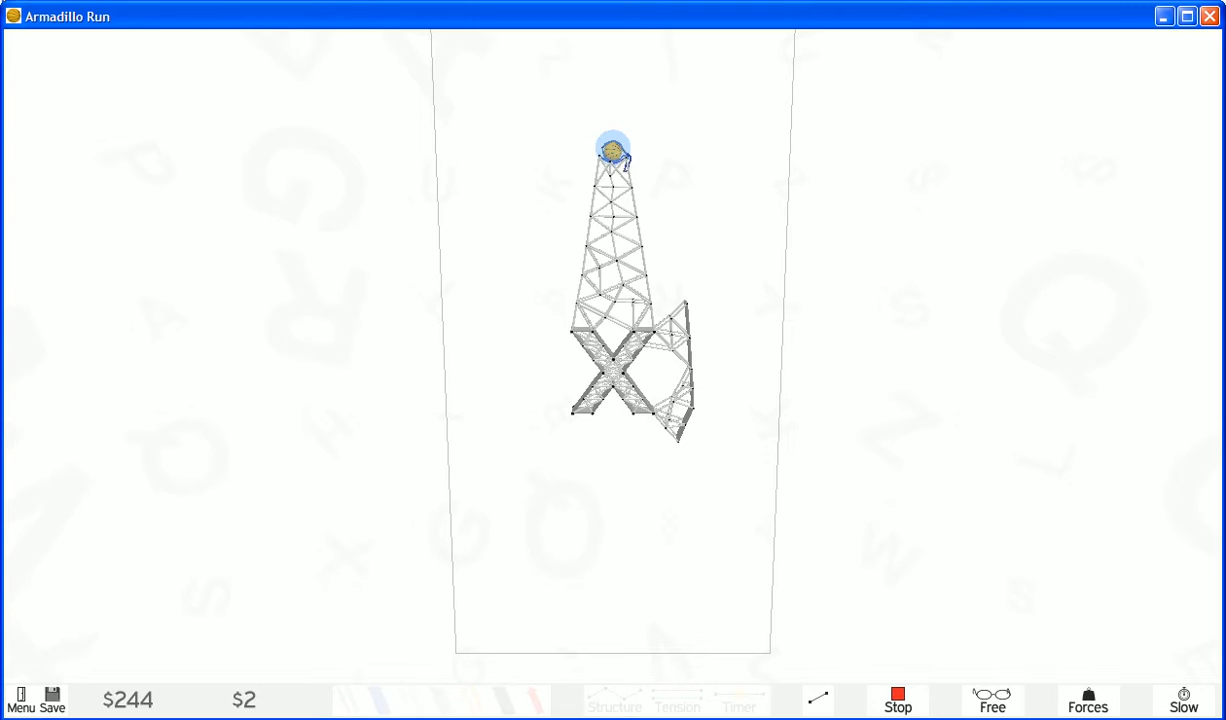 Armadillo Run
Menu Save $244 $2 Structure Tension Timer Stop Free Forces Slow